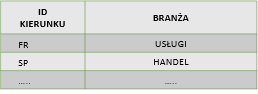 ID KIERUNKU BRANŻA
FR USŁUGI
SP HANDEL
..... .....